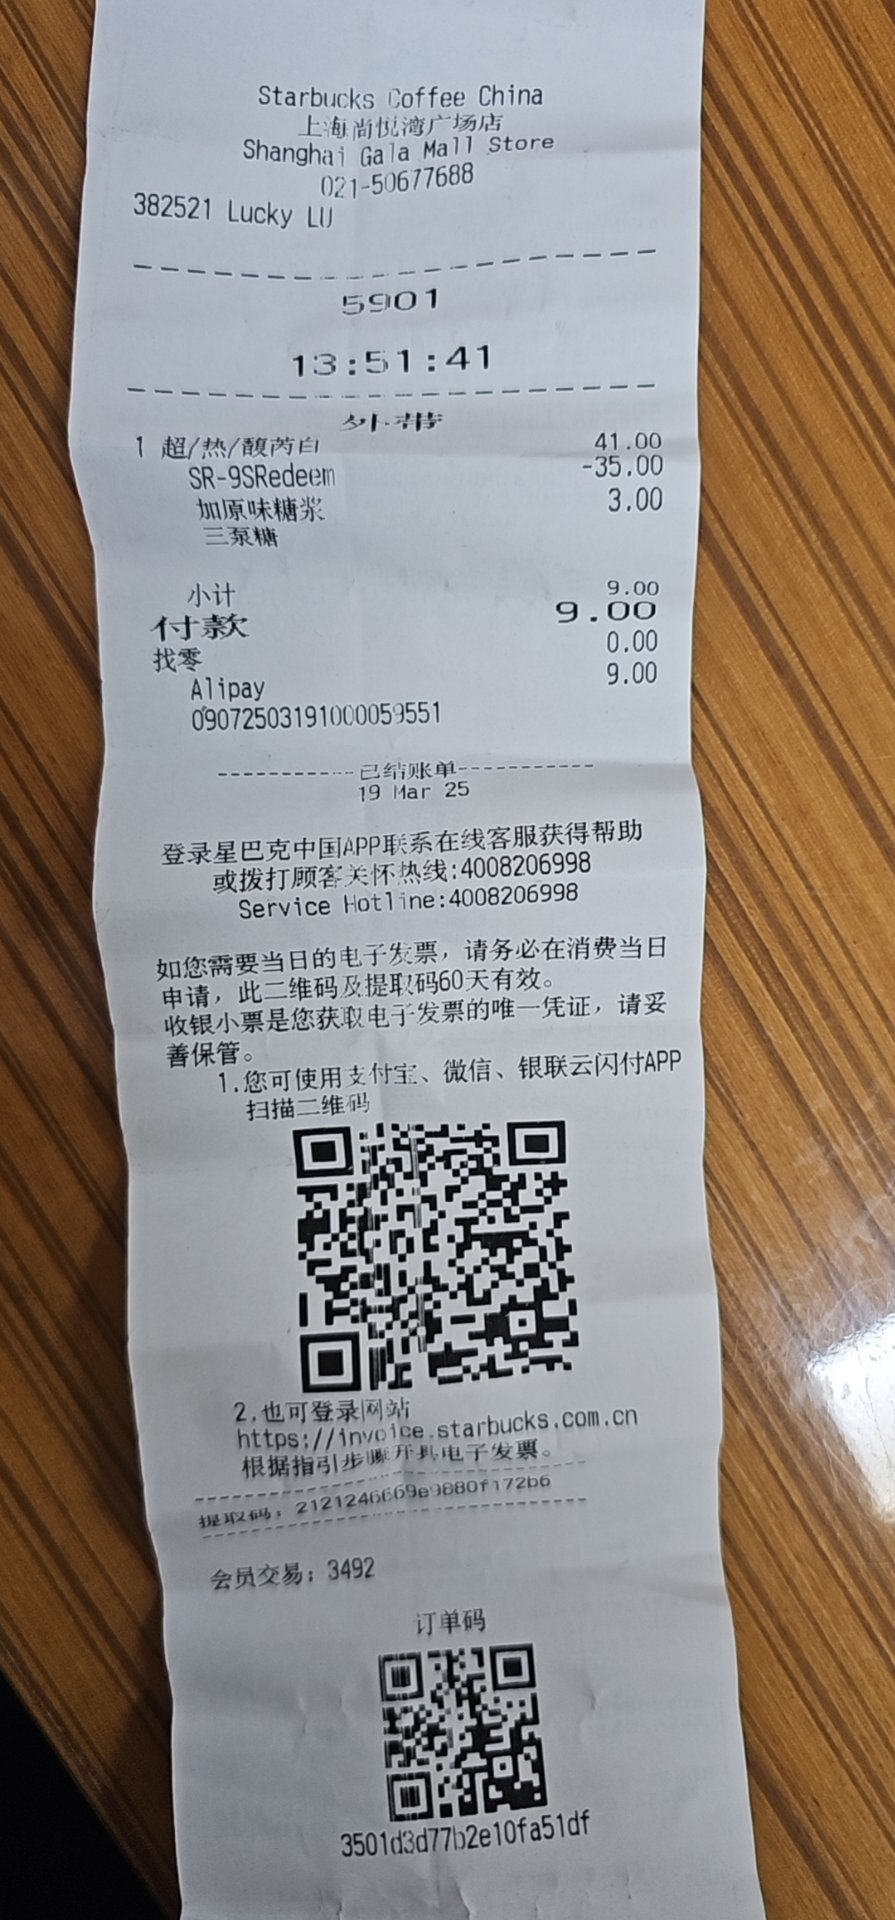 Starbucks Coffee China
上海尚悦湾广场店
Shanghai Gala Mall Store
021-50677688
382521 Lucky LU
5901
13:51:41
外带
1 超/热/馥芮白 41.00
SR-9SRedeem -35.00
加原味糖浆 3.00
三泵糖
小计 9.00
付款 9.00
找零 0.00
Alipay 9.00
09072503191000059551
------------已结账单------------
19 Mar 25
登录星巴克中国APP联系在线客服获得帮助
或拨打顾客关怀热线:4008206998
Service Hotline:4008206998
如您需要当日的电子发票，请务必在消费当日
申请，此二维码及提取码60天有效。
收银小票是您获取电子发票的唯一凭证，请妥
善保管。
1.您可使用支付宝、微信、银联云闪付APP
扫描二维码
2.也可登录网站
https://invoice.starbucks.com.cn
根据指引步骤开具电子发票。
提取码：
会员交易：3492
订单码
3501d3d77b2e10fa51df